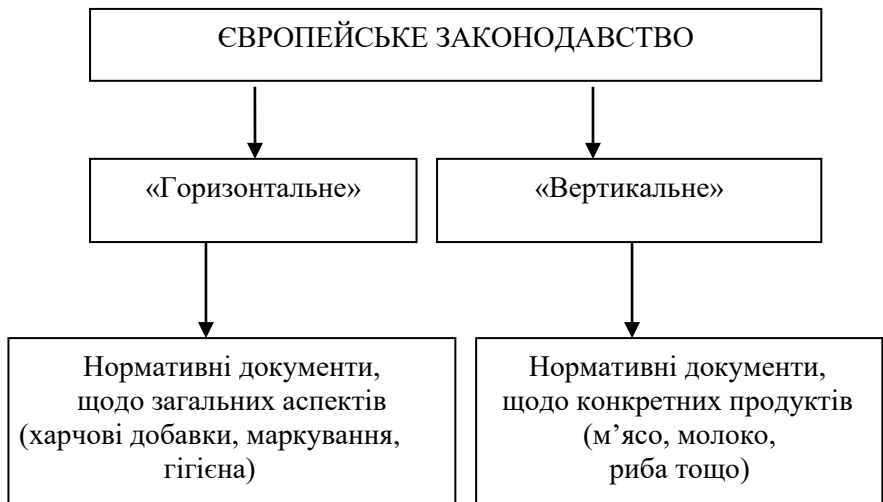 ЄВРОПЕЙСЬКЕ ЗАКОНОДАВСТВО
«Горизонтальне»
«Вертикальне»
Нормативні документи,
щодо загальних аспектів
(харчові добавки, маркування,
гігієна)
Нормативні документи,
щодо конкретних продуктів
(м’ясо, молоко,
риба тощо)